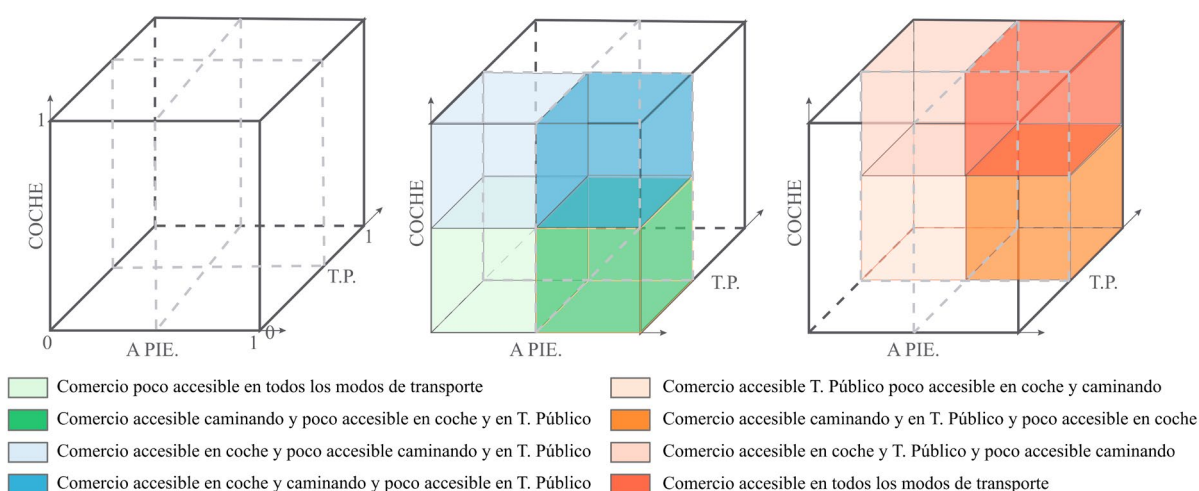 1
COCHE
0
A PIE.
1
0
T.P.
1
COCHE
A PIE.
T.P.
COCHE
A PIE.
T.P.
Comercio poco accesible en todos los modos de transporte
Comercio accesible caminando y poco accesible en coche y en T. Público
Comercio accesible en coche y poco accesible caminando y en T. Público
Comercio accesible en coche y caminando y poco accesible en T. Público
Comercio accesible T. Público poco accesible en coche y caminando
Comercio accesible caminando y en T. Público y poco accesible en coche
Comercio accesible en coche y T. Público y poco accesible caminando
Comercio accesible en todos los modos de transporte